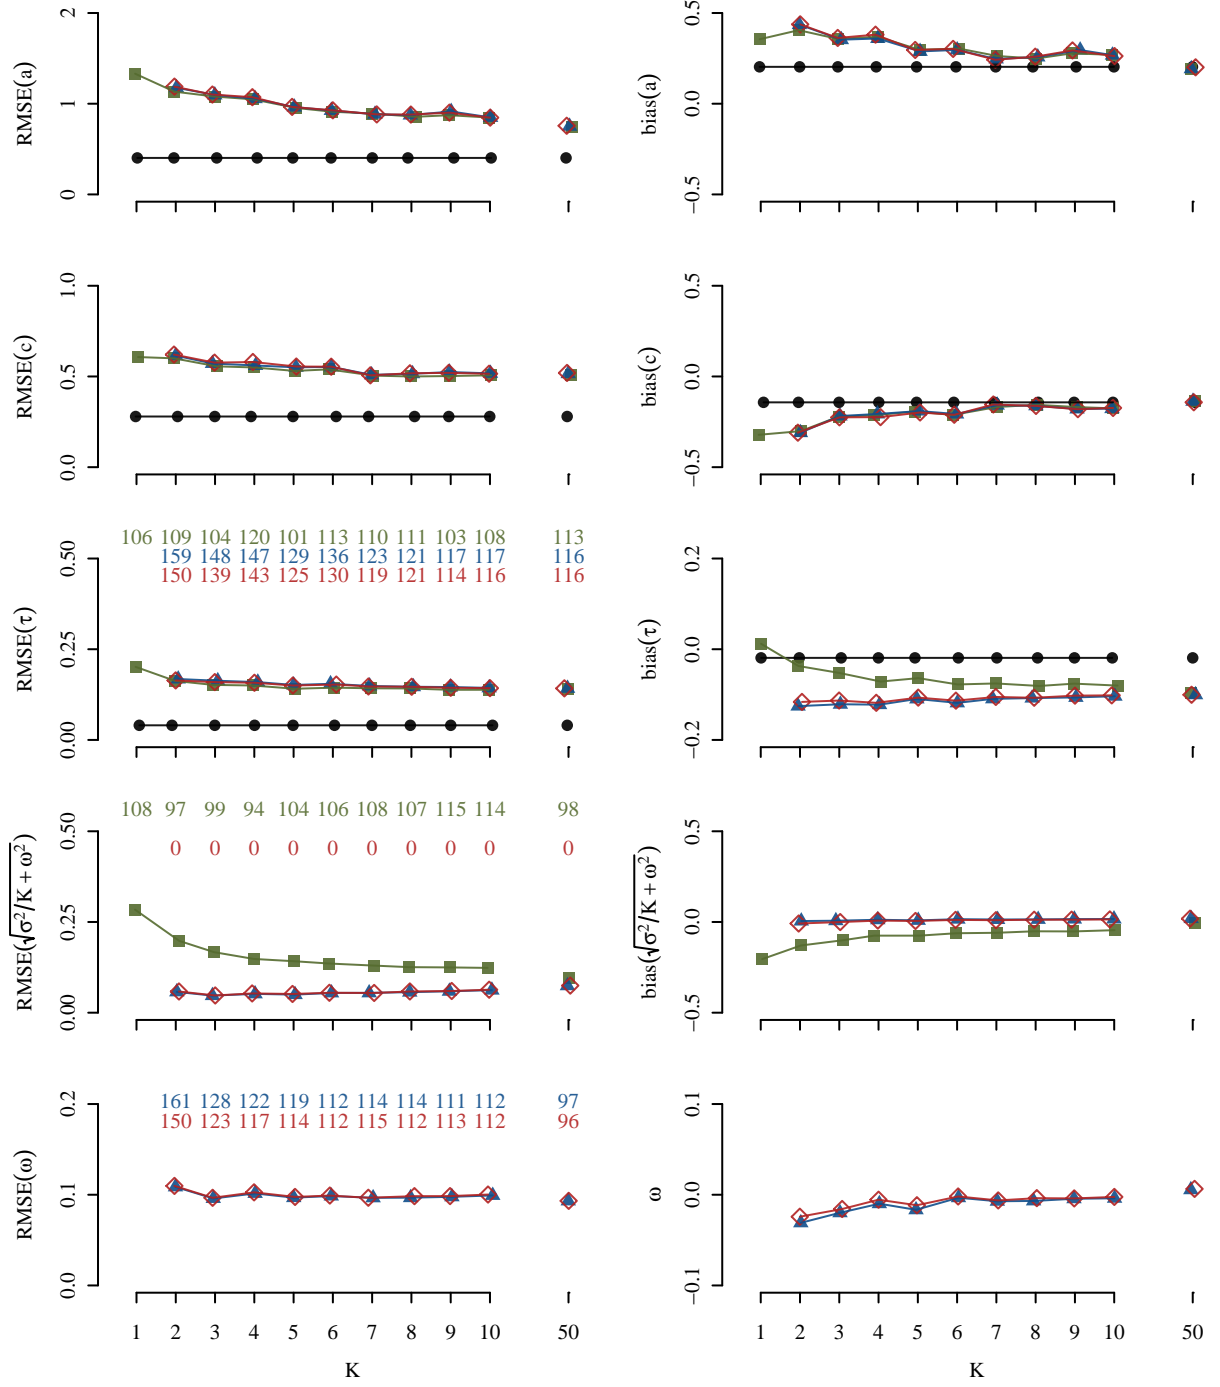 RMSE(a)
0 1 2
bias(a)
−0.5 0.0 0.5
RMSE(c)
0.0 0.5 1.0
bias(c)
−0.5 0.0 0.5
106 109 104 120 101 113 110 111 103 108 113
159 148 147 129 136 123 121 117 117 116
150 139 143 125 130 119 121 114 116 116
RMSE(τ)
0.00 0.25 0.50
bias(τ)
−0.2 0.0 0.2
108 97 99 94 104 106 108 107 115 114 98
0 0 0 0 0 0 0 0 0 0
RMSE(√σ²/K + ω²)
0.00 0.25 0.50
bias(√σ²/K + ω²)
−0.5 0.0 0.5
161 128 122 119 112 114 114 111 112 97
150 123 117 114 112 115 112 113 112 96
RMSE(ω)
0.0 0.1 0.2
ω
−0.1 0.0 0.1
1 2 3 4 5 6 7 8 9 10 50
K
1 2 3 4 5 6 7 8 9 10 50
K